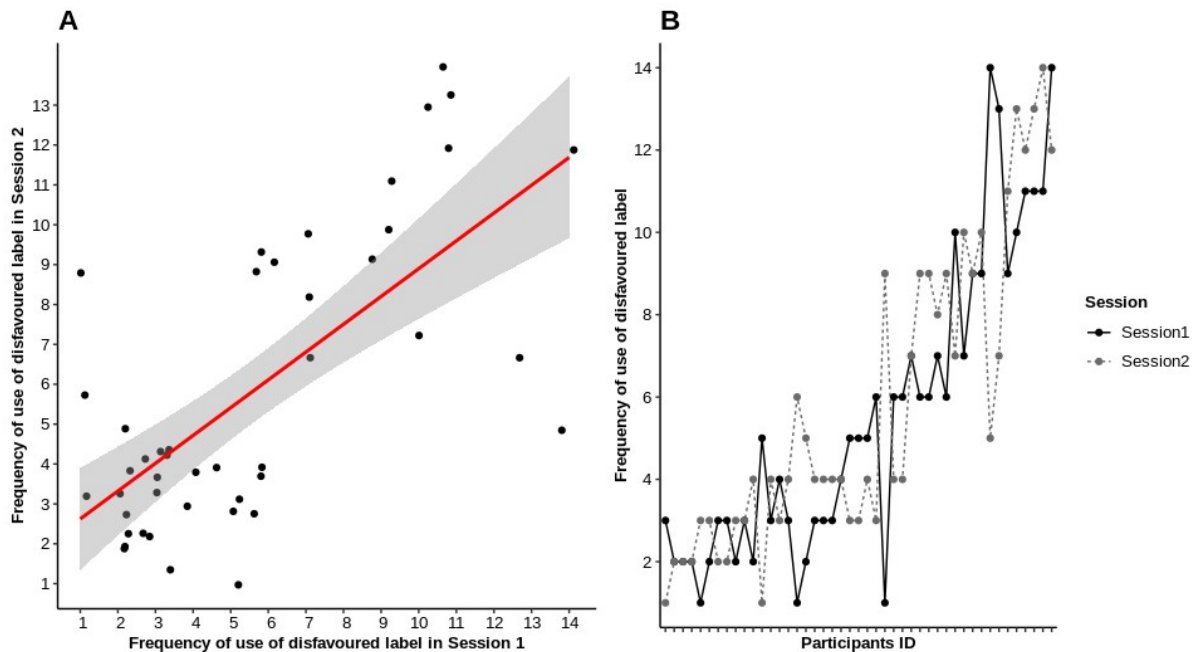 A
Frequency of use of disfavoured label in Session 2
13
12
11
10
9
8
7
6
5
4
3
2
1
1 2 3 4 5 6 7 8 9 10 11 12 13 14
Frequency of use of disfavoured label in Session 1
B
Frequency of use of disfavoured label
14
12
10
8
6
4
2
Participants ID
Session
Session1
Session2